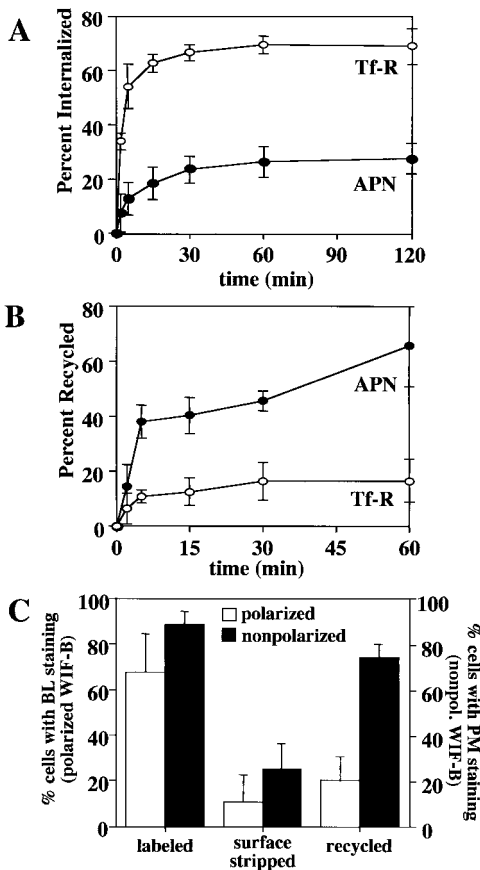 A
Percent Internalized
80
60
40
20
0
Tf-R
APN
0 30 60 90 120
time (min)
B
Percent Recycled
80
60
40
20
0
APN
Tf-R
0 15 30 45 60
time (min)
C
% cells with BL staining
(polarized WIF-B)
100
80
60
40
20
0
polarized
nonpolarized
100
80
60
40
20
0
% cells with PM staining
(nonpol. WIF-B)
labeled surface recycled
stripped